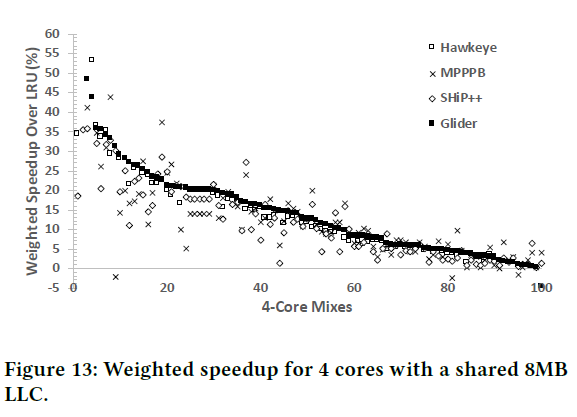 60
55
50
45
40
35
30
25
20
15
10
5
0
-5
0
20
40
60
80
100
Weighted Speedup Over LRU (%)
4-Core Mixes
Hawkeye
MPPPB
SHiP++
Glider
Figure 13: Weighted speedup for 4 cores with a shared 8MB
LLC.